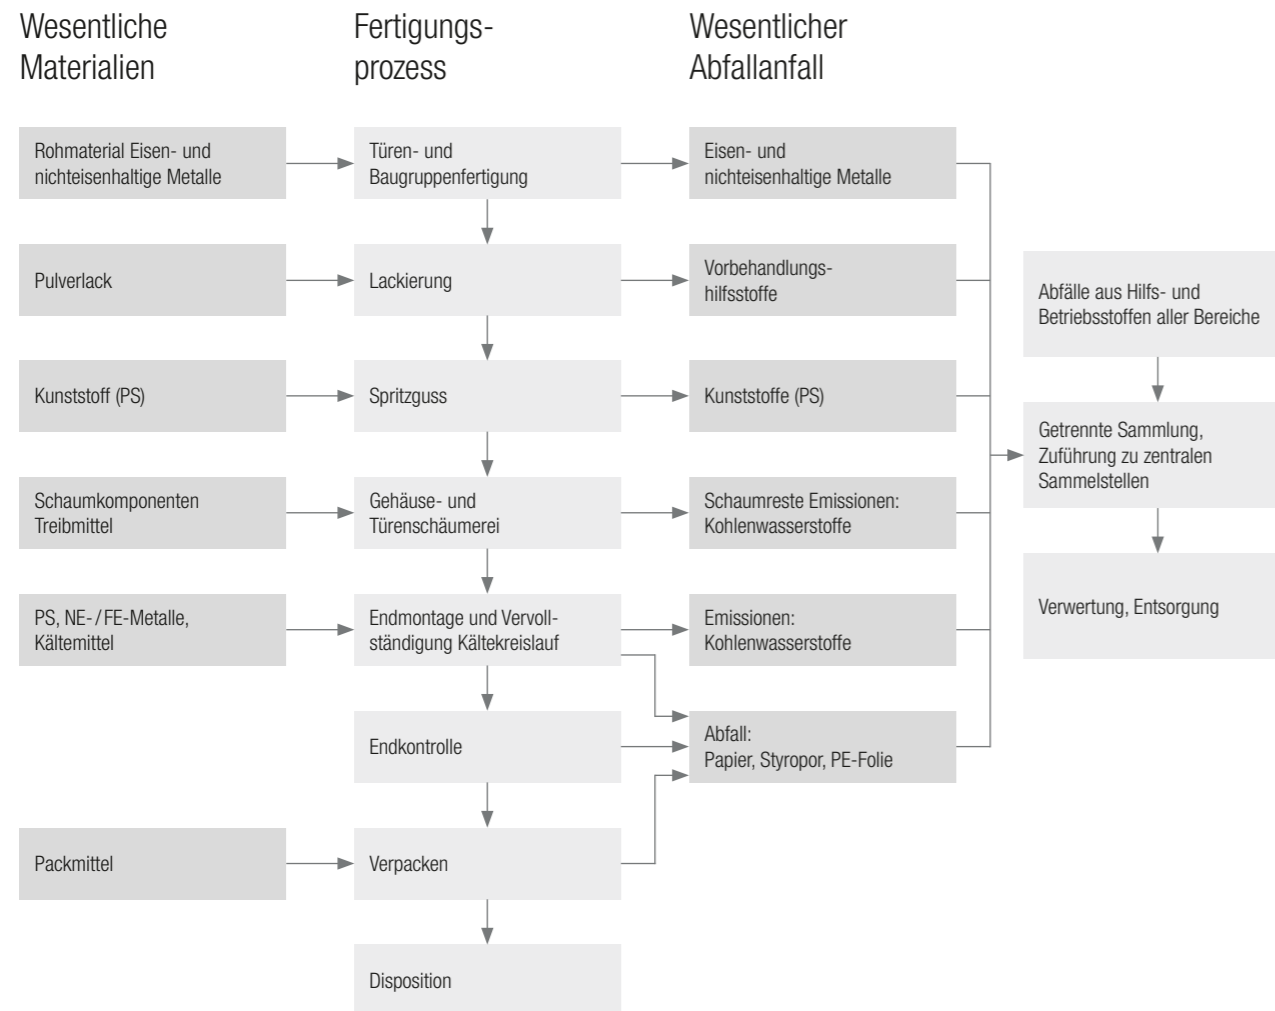 Wesentliche
Materialien
Fertigungs-
prozess
Wesentlicher
Abfallanfall
Rohmaterial Eisen- und
nichteisenhaltige Metalle
Türen- und
Baugruppenfertigung
Eisen- und
nichteisenhaltige Metalle
Pulverlack
Lackierung
Vorbehandlungs-
hilfsstoffe
Abfälle aus Hilfs- und
Betriebsstoffen aller Bereiche
Kunststoff (PS)
Spritzguss
Kunststoffe (PS)
Getrennte Sammlung,
Zuführung zu zentralen
Sammelstellen
Schaumkomponenten
Treibmittel
Gehäuse- und
Türenschäumerei
Schaumreste Emissionen:
Kohlenwasserstoffe
PS, NE-/FE-Metalle,
Kältemittel
Endmontage und Vervoll-
ständigung Kältekreislauf
Emissionen:
Kohlenwasserstoffe
Verwertung, Entsorgung
Endkontrolle
Abfall:
Papier, Styropor, PE-Folie
Packmittel
Verpacken
Disposition